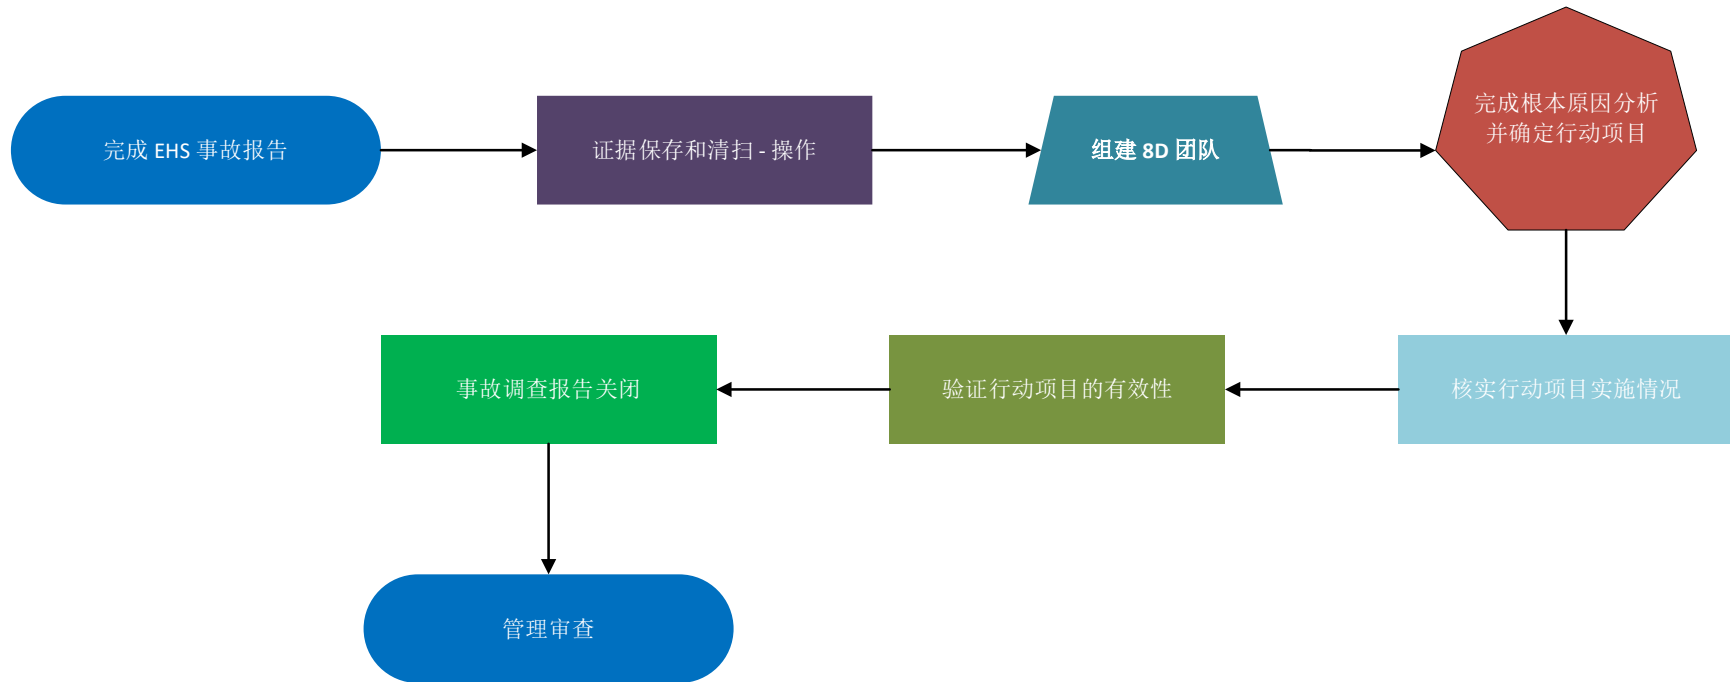 完成 EHS 事故报告
证据保存和清扫 - 操作
组建 8D 团队
完成根本原因分析
并确定行动项目
核实行动项目实施情况
验证行动项目的有效性
事故调查报告关闭
管理审查